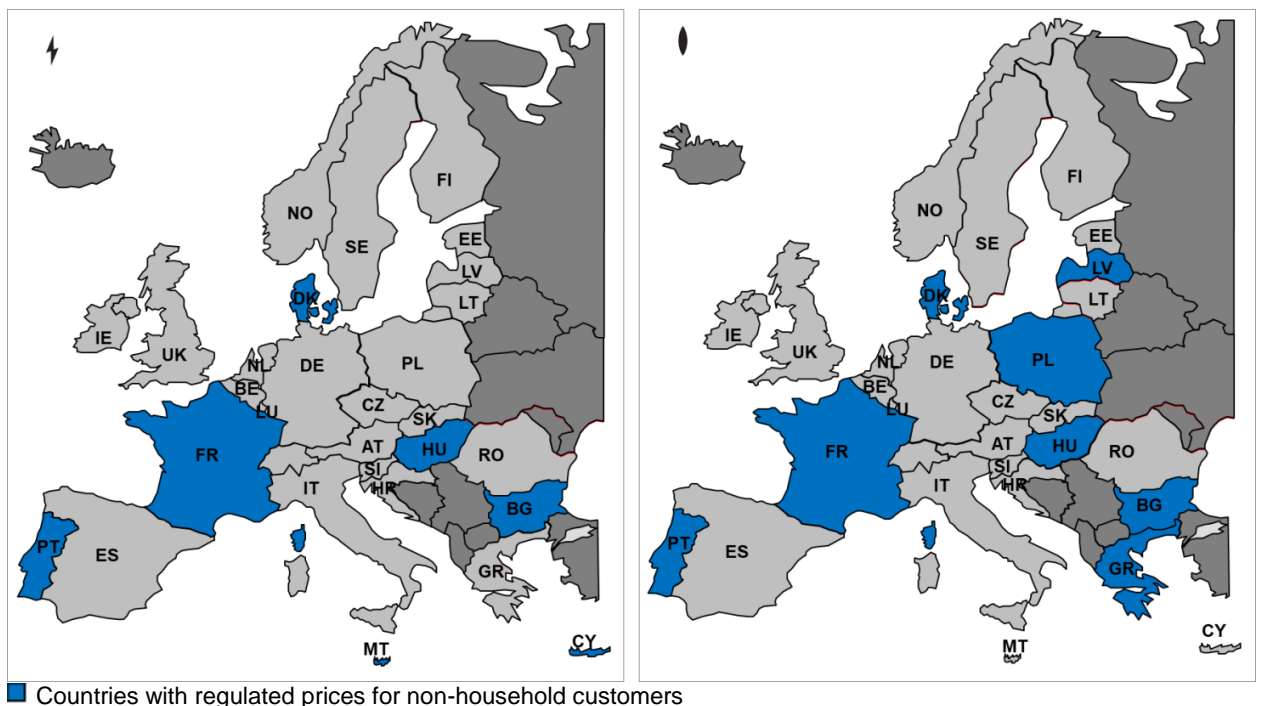 FI
NO
SE
EE
LV
DK
LT
IE
UK
NL
DE
PL
BE
LU
CZ
SK
FR
AT
HU
RO
SI
HR
IT
BG
PT
ES
GR
MT
CY
FI
NO
SE
EE
LV
DK
LT
IE
UK
NL
DE
PL
BE
LU
CZ
SK
FR
AT
HU
RO
SI
HR
IT
BG
PT
ES
GR
MT
CY
Countries with regulated prices for non-household customers